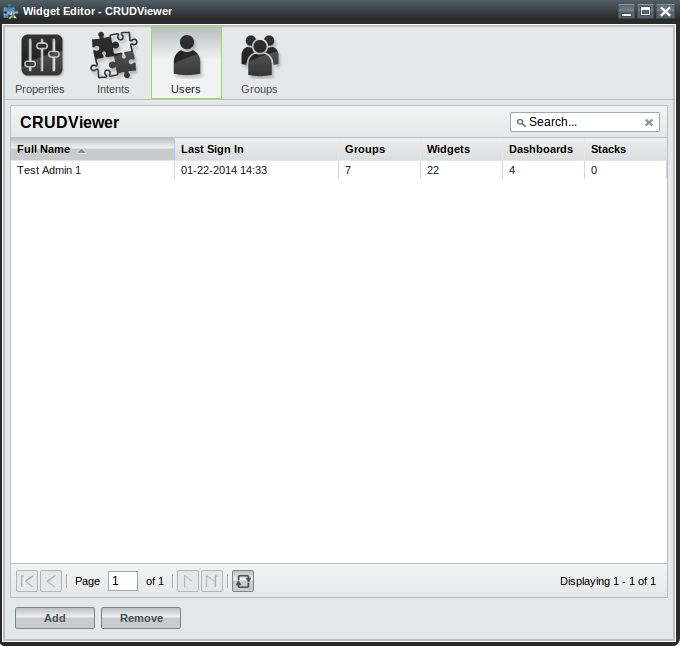 Widget Editor - CRUDViewer
Properties Intents Users Groups
CRUDViewer Search...
Full Name Last Sign In Groups Widgets Dashboards Stacks
Test Admin 1 01-22-2014 14:33 7 22 4 0
Page 1 of 1 Displaying 1 - 1 of 1
Add Remove